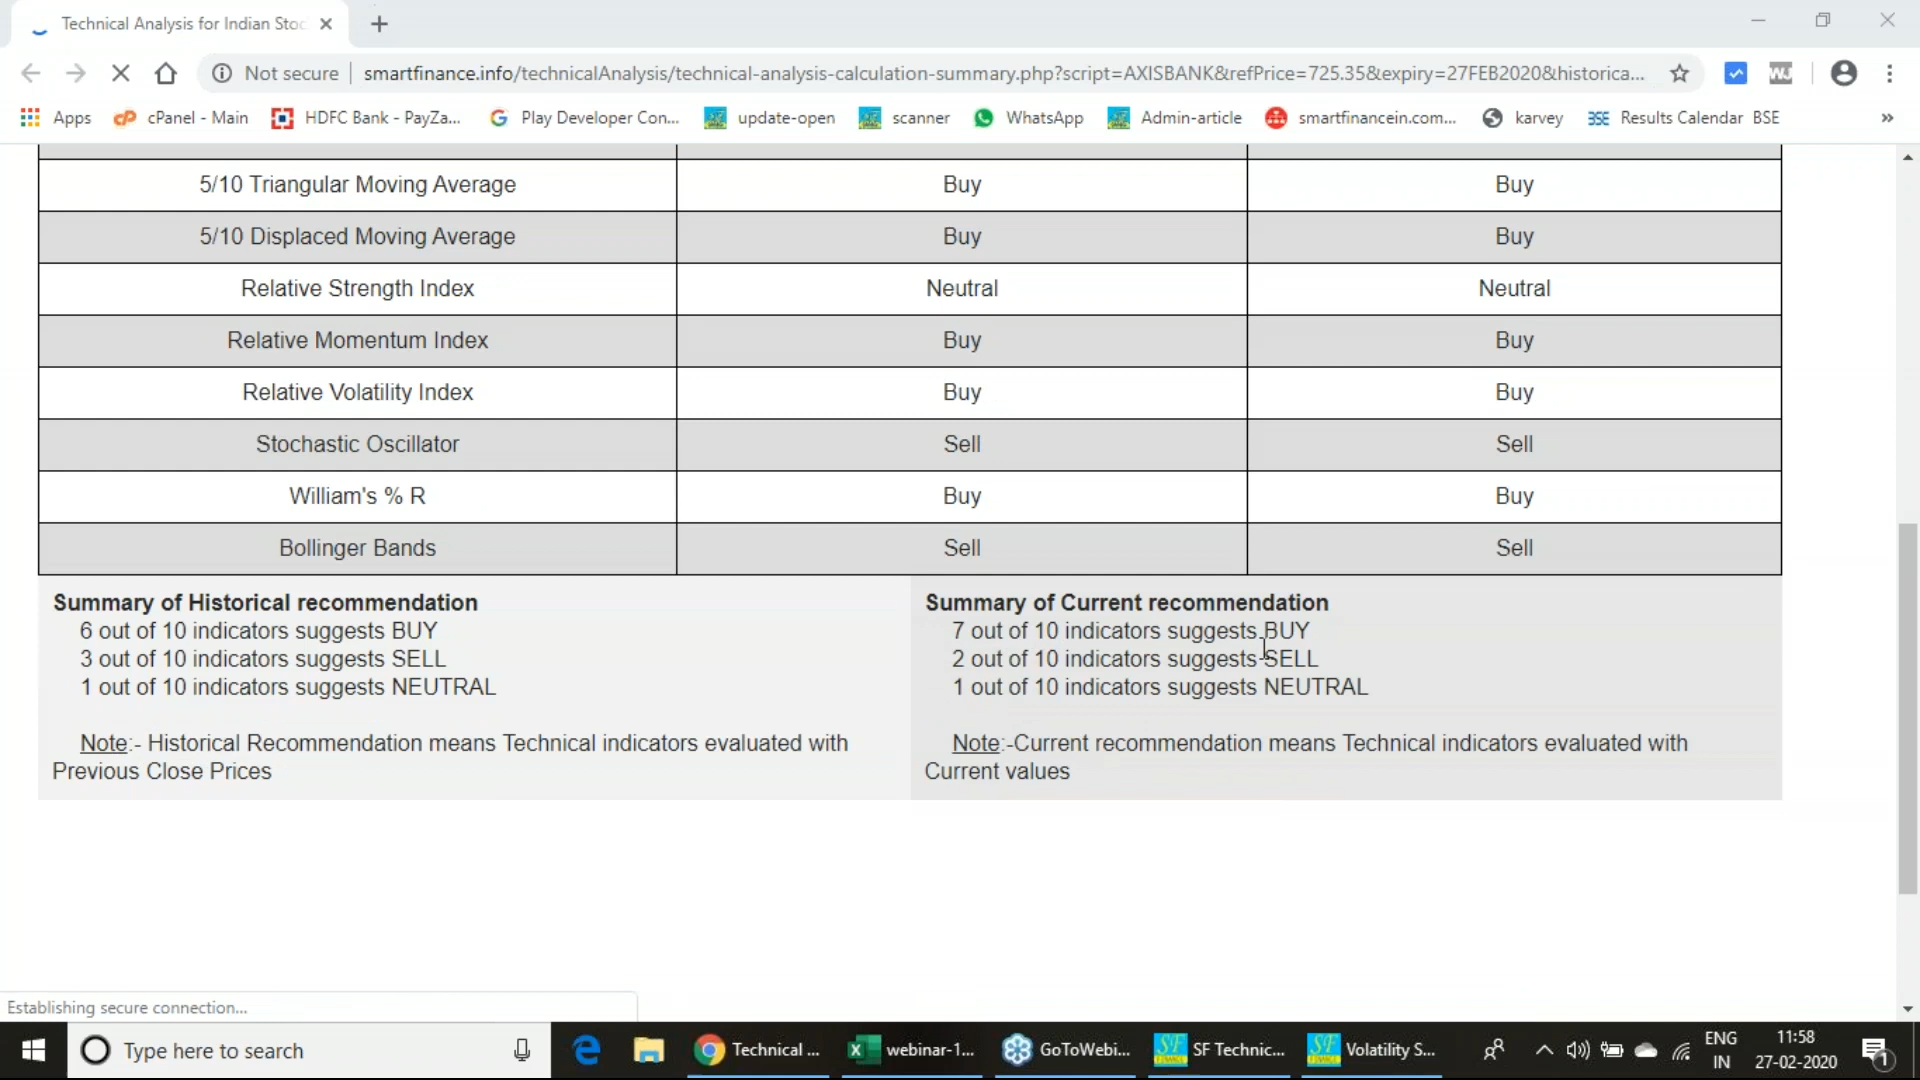 Technical Analysis for Indian Stoc
Not secure | smartfinance.info/technicalAnalysis/technical-analysis-calculation-summary.php?script=AXISBANK&refPrice=725.35&expiry=27FEB2020&historica...
Apps cPanel - Main HDFC Bank - PayZa... Play Developer Con... update-open scanner WhatsApp Admin-article smartfinancein.com... karvey BSE Results Calendar BSE »
5/10 Triangular Moving Average Buy Buy
5/10 Displaced Moving Average Buy Buy
Relative Strength Index Neutral Neutral
Relative Momentum Index Buy Buy
Relative Volatility Index Buy Buy
Stochastic Oscillator Sell Sell
William's % R Buy Buy
Bollinger Bands Sell Sell
Summary of Historical recommendation
6 out of 10 indicators suggests BUY
3 out of 10 indicators suggests SELL
1 out of 10 indicators suggests NEUTRAL
Note:- Historical Recommendation means Technical indicators evaluated with
Previous Close Prices
Summary of Current recommendation
7 out of 10 indicators suggests BUY
2 out of 10 indicators suggests SELL
1 out of 10 indicators suggests NEUTRAL
Note:-Current recommendation means Technical indicators evaluated with
Current values
Establishing secure connection...
Type here to search
Technical ... webinar-1... GoToWebi... SF Technic... Volatility S...
ENG
IN
11:58
27-02-2020
1